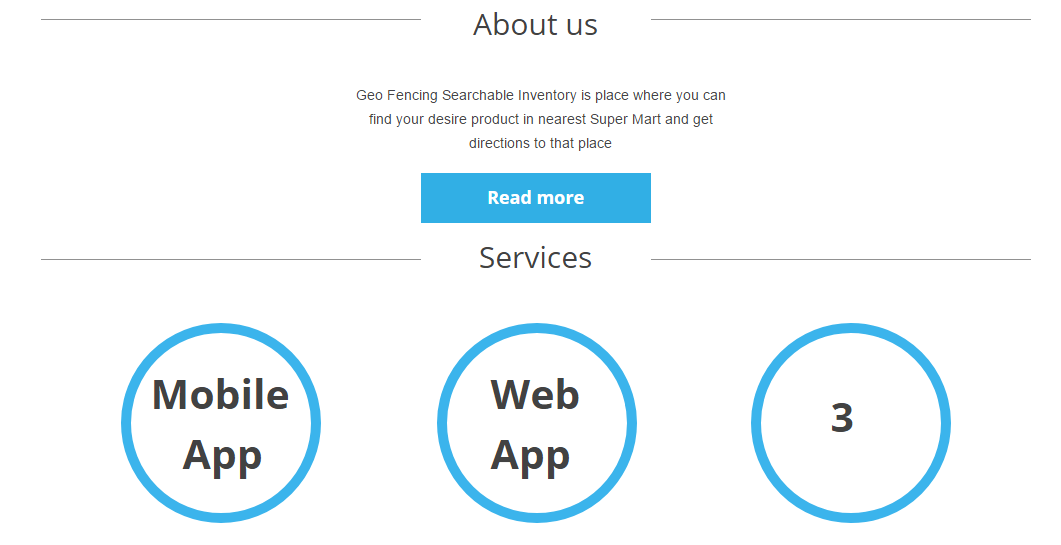 About us
Geo Fencing Searchable Inventory is place where you can
find your desire product in nearest Super Mart and get
directions to that place
Read more
Services
Mobile
App
Web
App
3